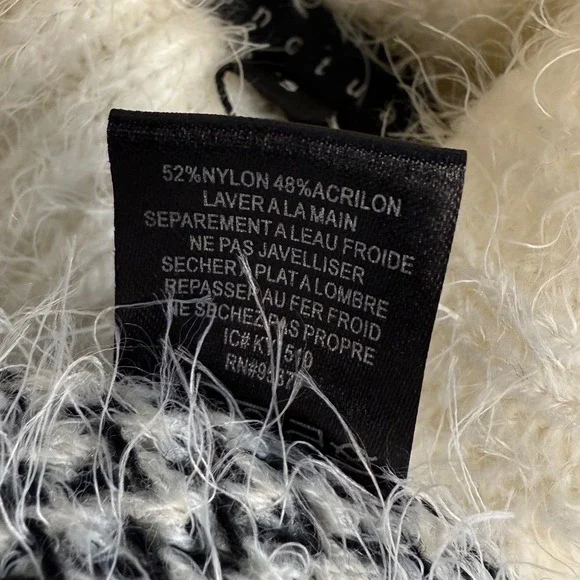 52%NYLON 48%ACRILON
LAVER A LA MAIN
SEPAREMENT A LEAU FROIDE
NE PAS JAVELLISER
SECHER A PLAT A LOMBRE
REPASSER AU FER FROID
NE SECHEZ PAS PROPRE
IC#